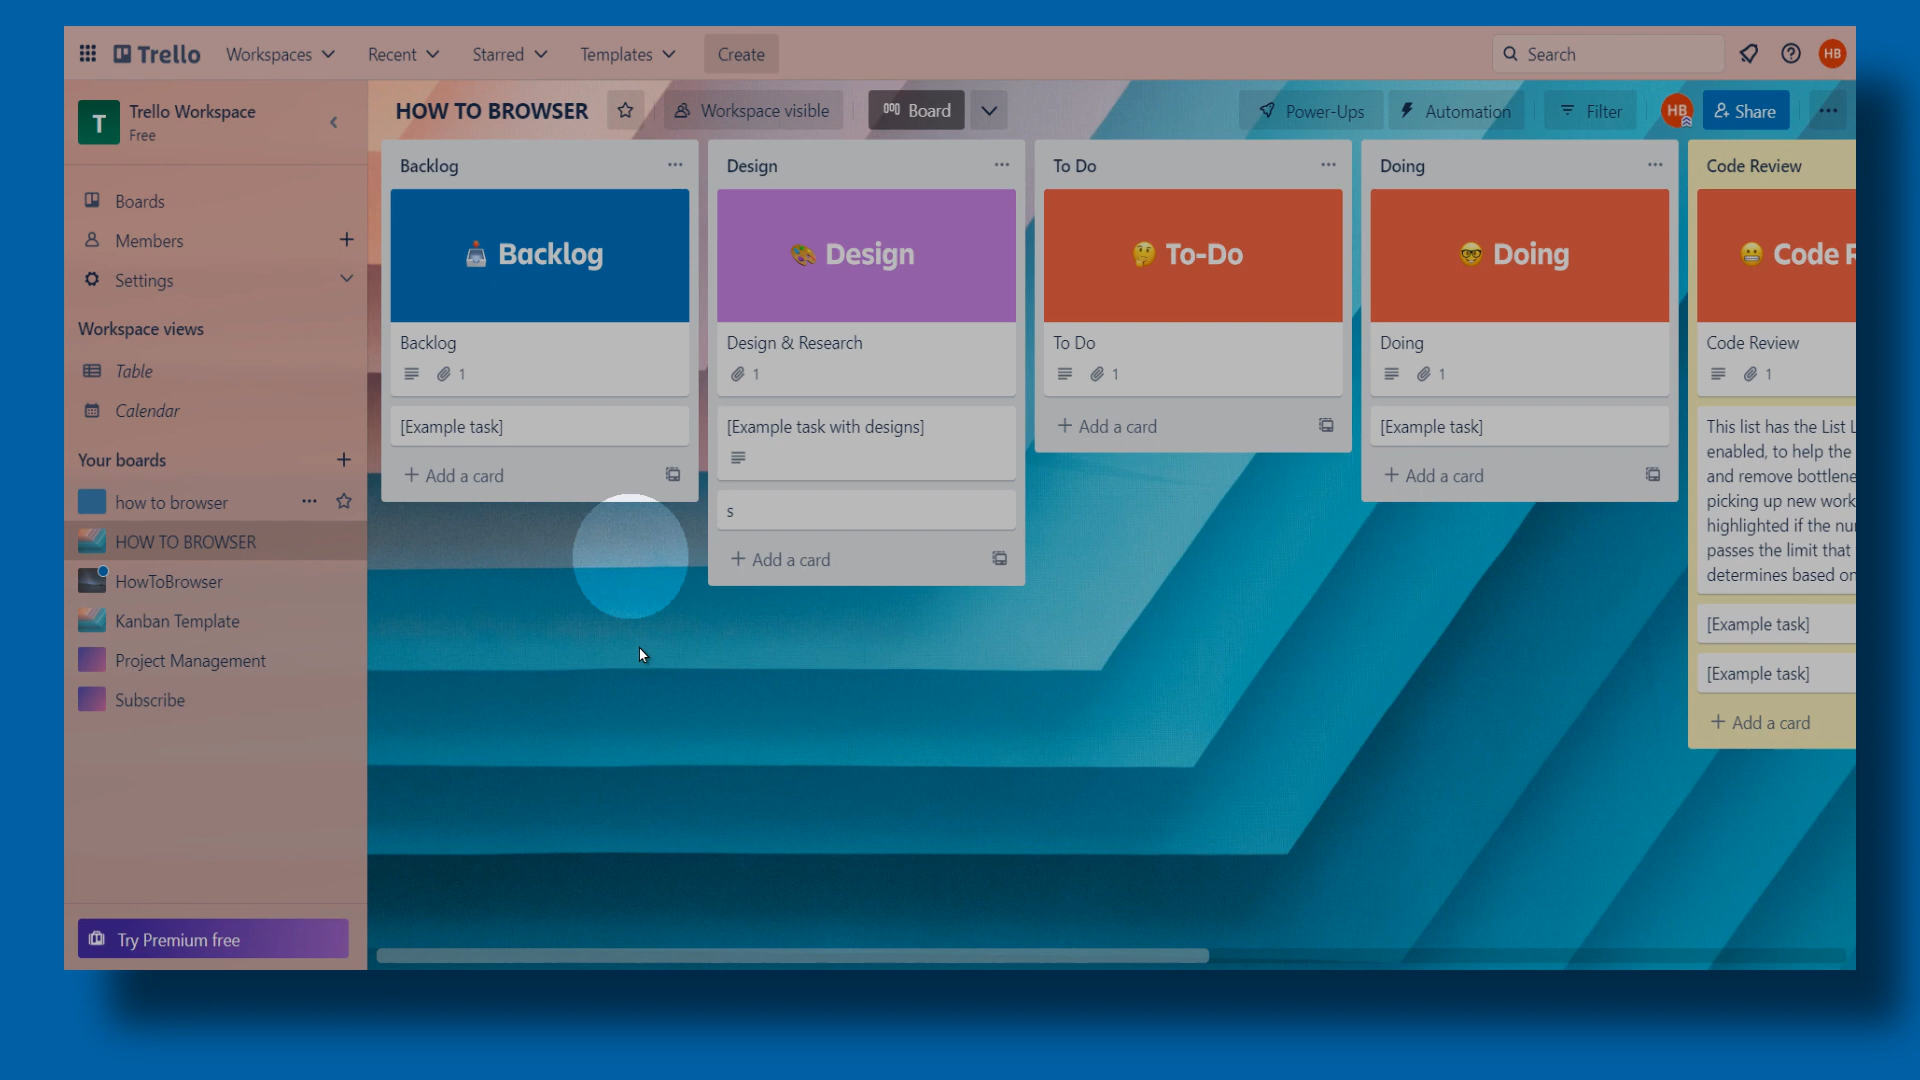 Trello
Workspaces
Recent
Starred
Templates
Create
Search
HB
T
Trello Workspace
Free
HOW TO BROWSER
Workspace visible
Board
Power-Ups
Automation
Filter
HB
Share
Boards
Members
Settings
Workspace views
Table
Calendar
Your boards
how to browser
HOW TO BROWSER
HowToBrowser
Kanban Template
Project Management
Subscribe
Try Premium free
Backlog
Backlog
Backlog
1
[Example task]
+ Add a card
Design
Design
Design & Research
1
[Example task with designs]
s
+ Add a card
To Do
To-Do
To Do
1
+ Add a card
Doing
Doing
Doing
1
[Example task]
+ Add a card
Code Review
Code
Code Review
1
This list has the List
enabled, to help the
and remove
picking up new work
highlighted if the
passes the limit that
determines based on
[Example task]
[Example task]
+ Add a card